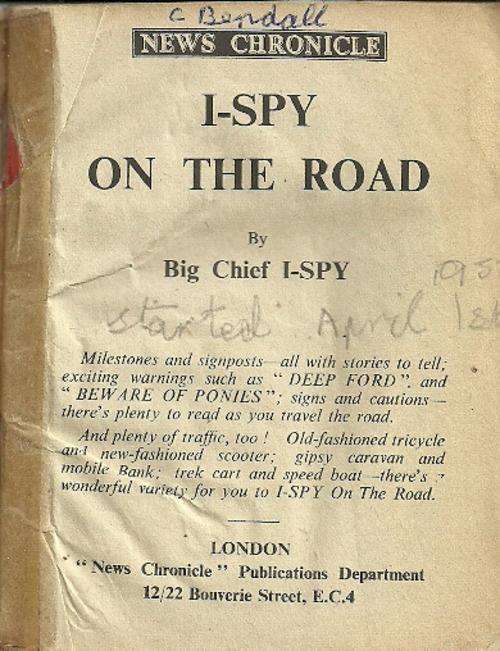 C Bendall
NEWS CHRONICLE
I-SPY
ON THE ROAD
By
Big Chief I-SPY
195
started April 1st
Milestones and signposts—all with stories to tell;
exciting warnings such as " DEEP FORD ", and
" BEWARE OF PONIES "; signs and cautions—
there's plenty to read as you travel the road.
And plenty of traffic, too ! Old-fashioned tricycle
and new-fashioned scooter; gipsy caravan and
mobile Bank; trek cart and speed boat—there's a
wonderful variety for you to I-SPY On The Road.
LONDON
" News Chronicle " Publications Department
12/22 Bouverie Street, E.C.4